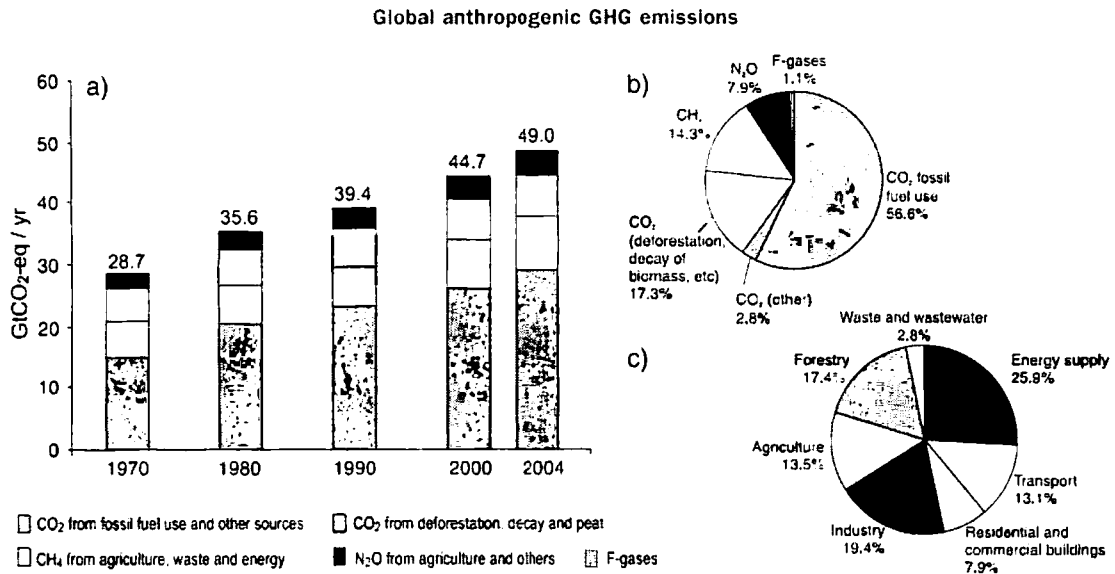 Global anthropogenic GHG emissions
a)
GtCO₂-eq / yr
60
50
40
30
20
10
0
28.7
35.6
39.4
44.7
49.0
1970
1980
1990
2000
2004
CO₂ from fossil fuel use and other sources
CO₂ from deforestation, decay and peat
CH₄ from agriculture, waste and energy
N₂O from agriculture and others
F-gases
b)
F-gases
1.1%
N₂O
7.9%
CH₄
14.3%
CO₂
(deforestation,
decay of
biomass, etc)
17.3%
CO₂ (other)
2.8%
CO₂ fossil
fuel use
56.6%
c)
Waste and wastewater
2.8%
Forestry
17.4%
Energy supply
25.9%
Agriculture
13.5%
Transport
13.1%
Industry
19.4%
Residential and
commercial buildings
7.9%